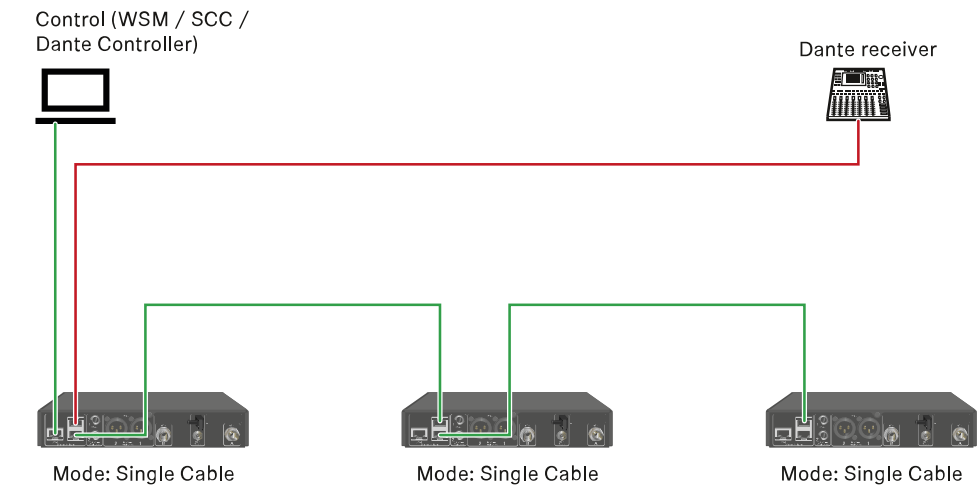 Control (WSM / SCC /
Dante Controller)
Dante receiver
Mode: Single Cable
Mode: Single Cable
Mode: Single Cable